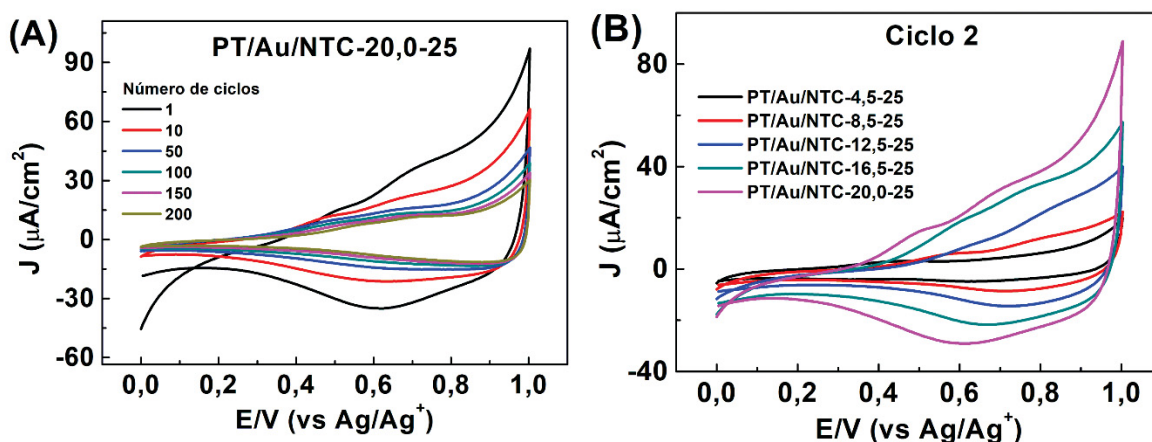 (A)
PT/Au/NTC-20,0-25
Número de ciclos
1
10
50
100
150
200
90
60
30
0
-30
-60
J (µA/cm²)
0,0 0,2 0,4 0,6 0,8 1,0
E/V (vs Ag/Ag⁺)
(B)
Ciclo 2
PT/Au/NTC-4,5-25
PT/Au/NTC-8,5-25
PT/Au/NTC-12,5-25
PT/Au/NTC-16,5-25
PT/Au/NTC-20,0-25
80
40
0
-40
J (µA/cm²)
0,0 0,2 0,4 0,6 0,8 1,0
E/V (vs Ag/Ag⁺)